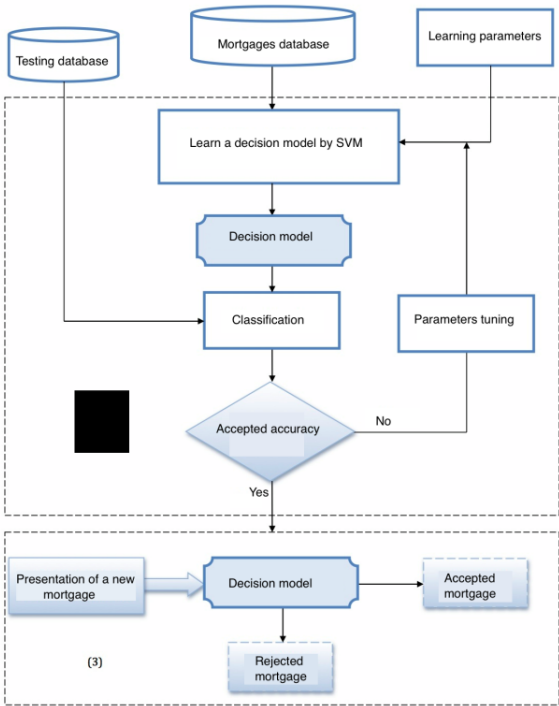 Testing database
Mortgages database
Learning parameters
Learn a decision model by SVM
Decision model
Classification
Parameters tuning
Accepted accuracy
No
Yes
Presentation of a new
mortgage
Decision model
Accepted
mortgage
Rejected
mortgage
(3)